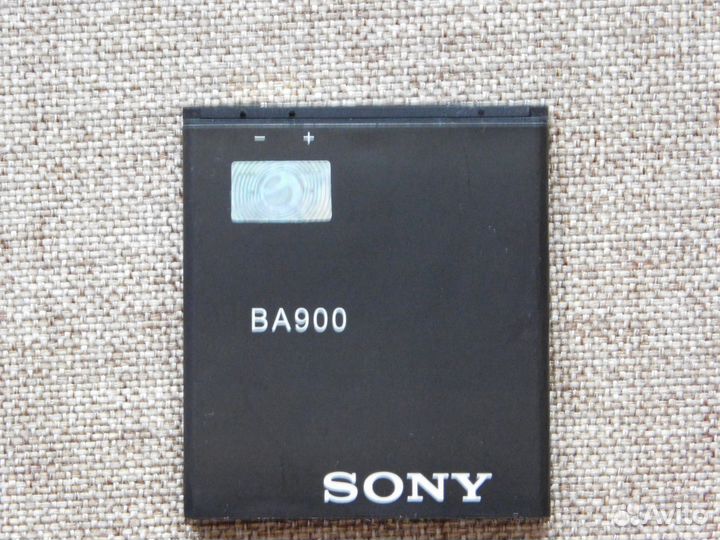 − +
BA900
SONY
Avito